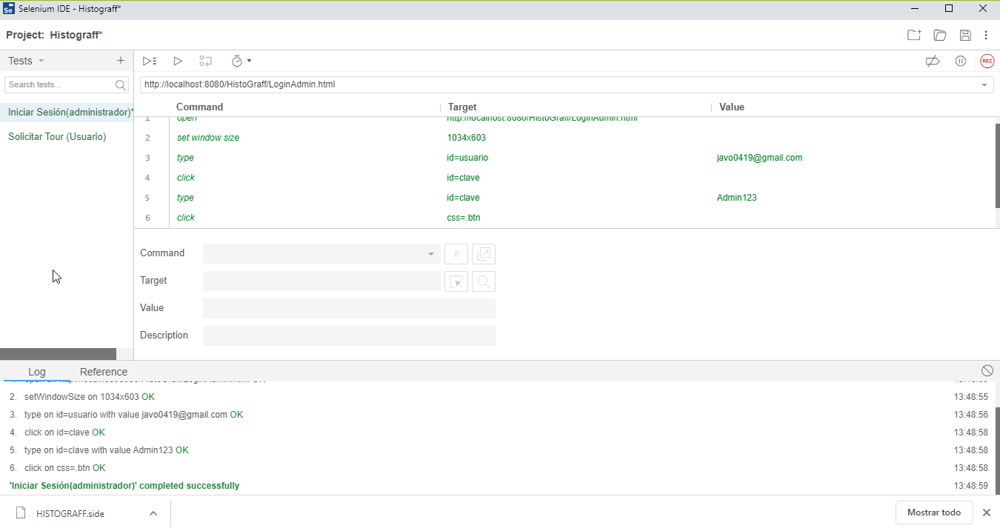 Selenium IDE - Histograff*
Project: Histograff*
Tests
REC
Search tests...
http://localhost:8080/HistoGraff/LoginAdmin.html
Command Target Value
Iniciar Sesión(administrador)*
Solicitar Tour (Usuario)
1 open http://localhost:8080/HistoGraff/LoginAdmin.html
2 set window size 1034x603
3 type id=usuario javo0419@gmail.com
4 click id=clave
5 type id=clave Admin123
6 click css=.btn
Command //
Target
Value
Description
Log Reference
2. setWindowSize on 1034x603 OK 13:48:55
3. type on id=usuario with value javo0419@gmail.com OK 13:48:56
4. click on id=clave OK 13:48:58
5. type on id=clave with value Admin123 OK 13:48:58
6. click on css=.btn OK 13:48:58
'Iniciar Sesión(administrador)' completed successfully 13:48:59
HISTOGRAFF.side Mostrar todo